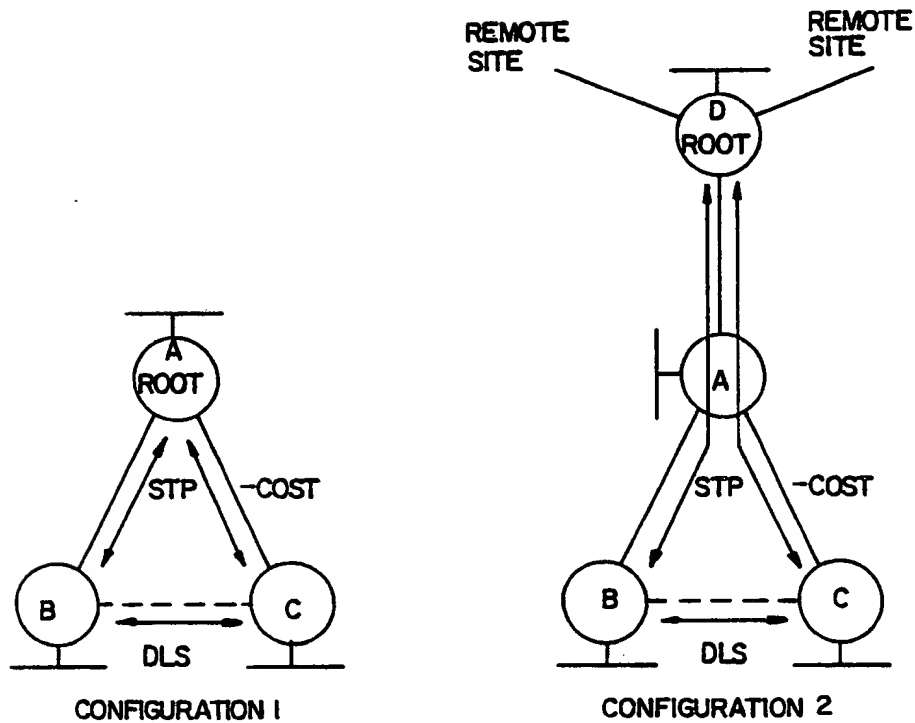 REMOTE
SITE
REMOTE
SITE
D
ROOT
A
ROOT
STP
-COST
B
C
DLS
CONFIGURATION 1
A
STP
-COST
B
C
DLS
CONFIGURATION 2